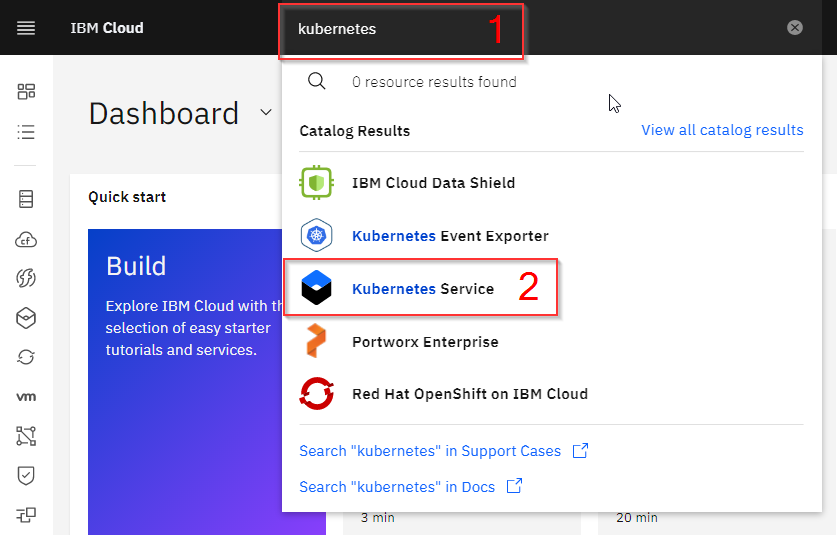 IBM Cloud
kubernetes
1
0 resource results found
Dashboard
Catalog Results
View all catalog results
IBM Cloud Data Shield
Quick start
Kubernetes Event Exporter
Build
Kubernetes Service
2
Explore IBM Cloud with th
selection of easy starter
tutorials and services.
Portworx Enterprise
Red Hat OpenShift on IBM Cloud
Search "kubernetes" in Support Cases
Search "kubernetes" in Docs
3 min
20 min
cf
vm